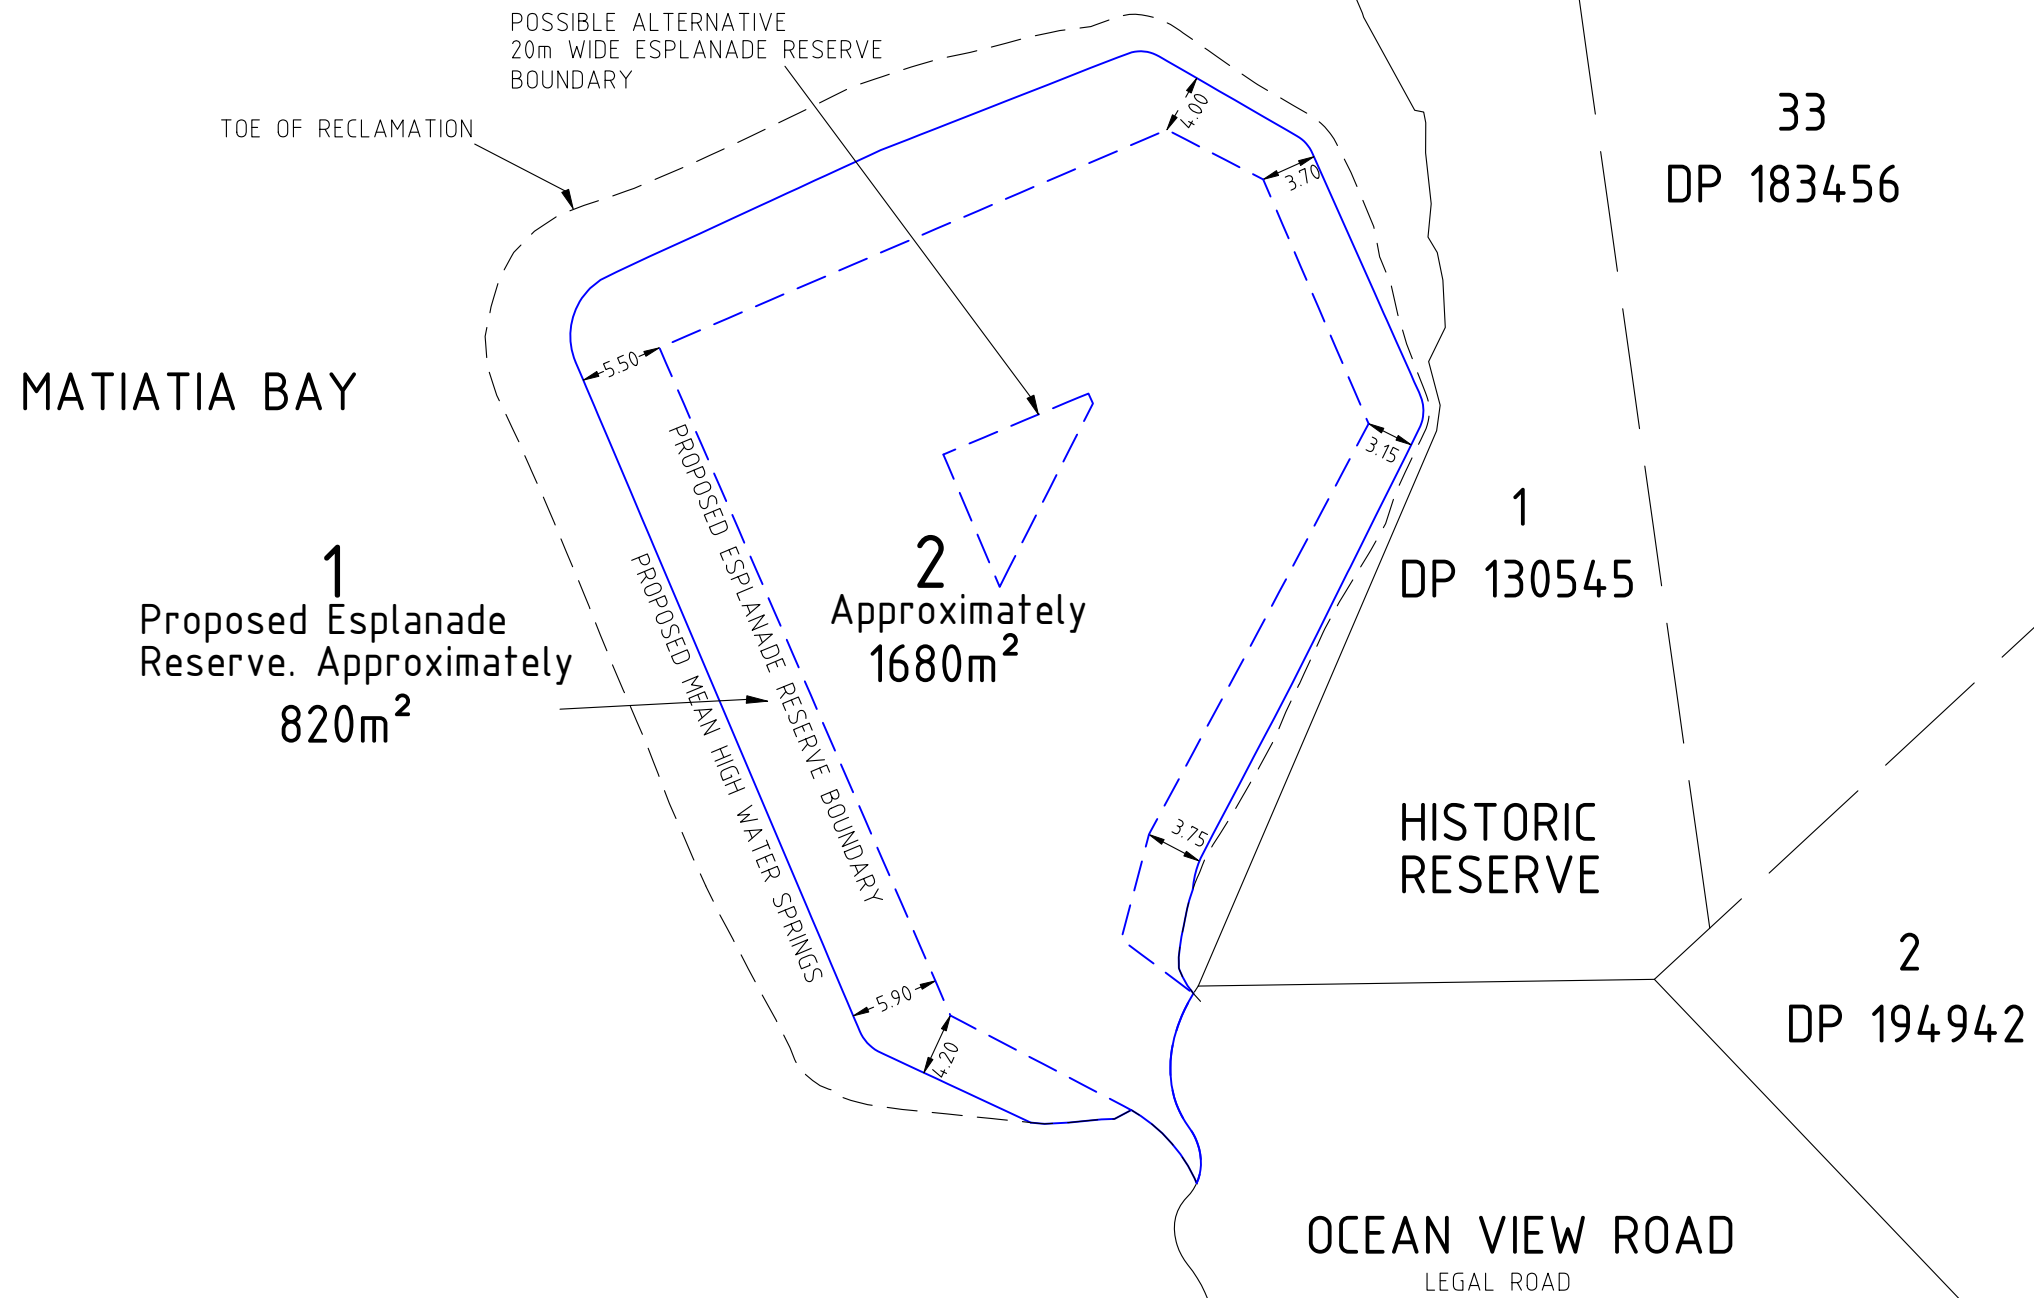 POSSIBLE ALTERNATIVE
20m WIDE ESPLANADE RESERVE
BOUNDARY
TOE OF RECLAMATION
33
DP 183456
4.00
3.70
5.50
MATIATIA BAY
3.15
PROPOSED ESPLANADE RESERVE BOUNDARY
PROPOSED MEAN HIGH WATER SPRINGS
1
DP 130545
1
Proposed Esplanade
Reserve. Approximately
820m²
2
Approximately
1680m²
3.75
HISTORIC
RESERVE
2
DP 194942
5.90
4.20
OCEAN VIEW ROAD
LEGAL ROAD